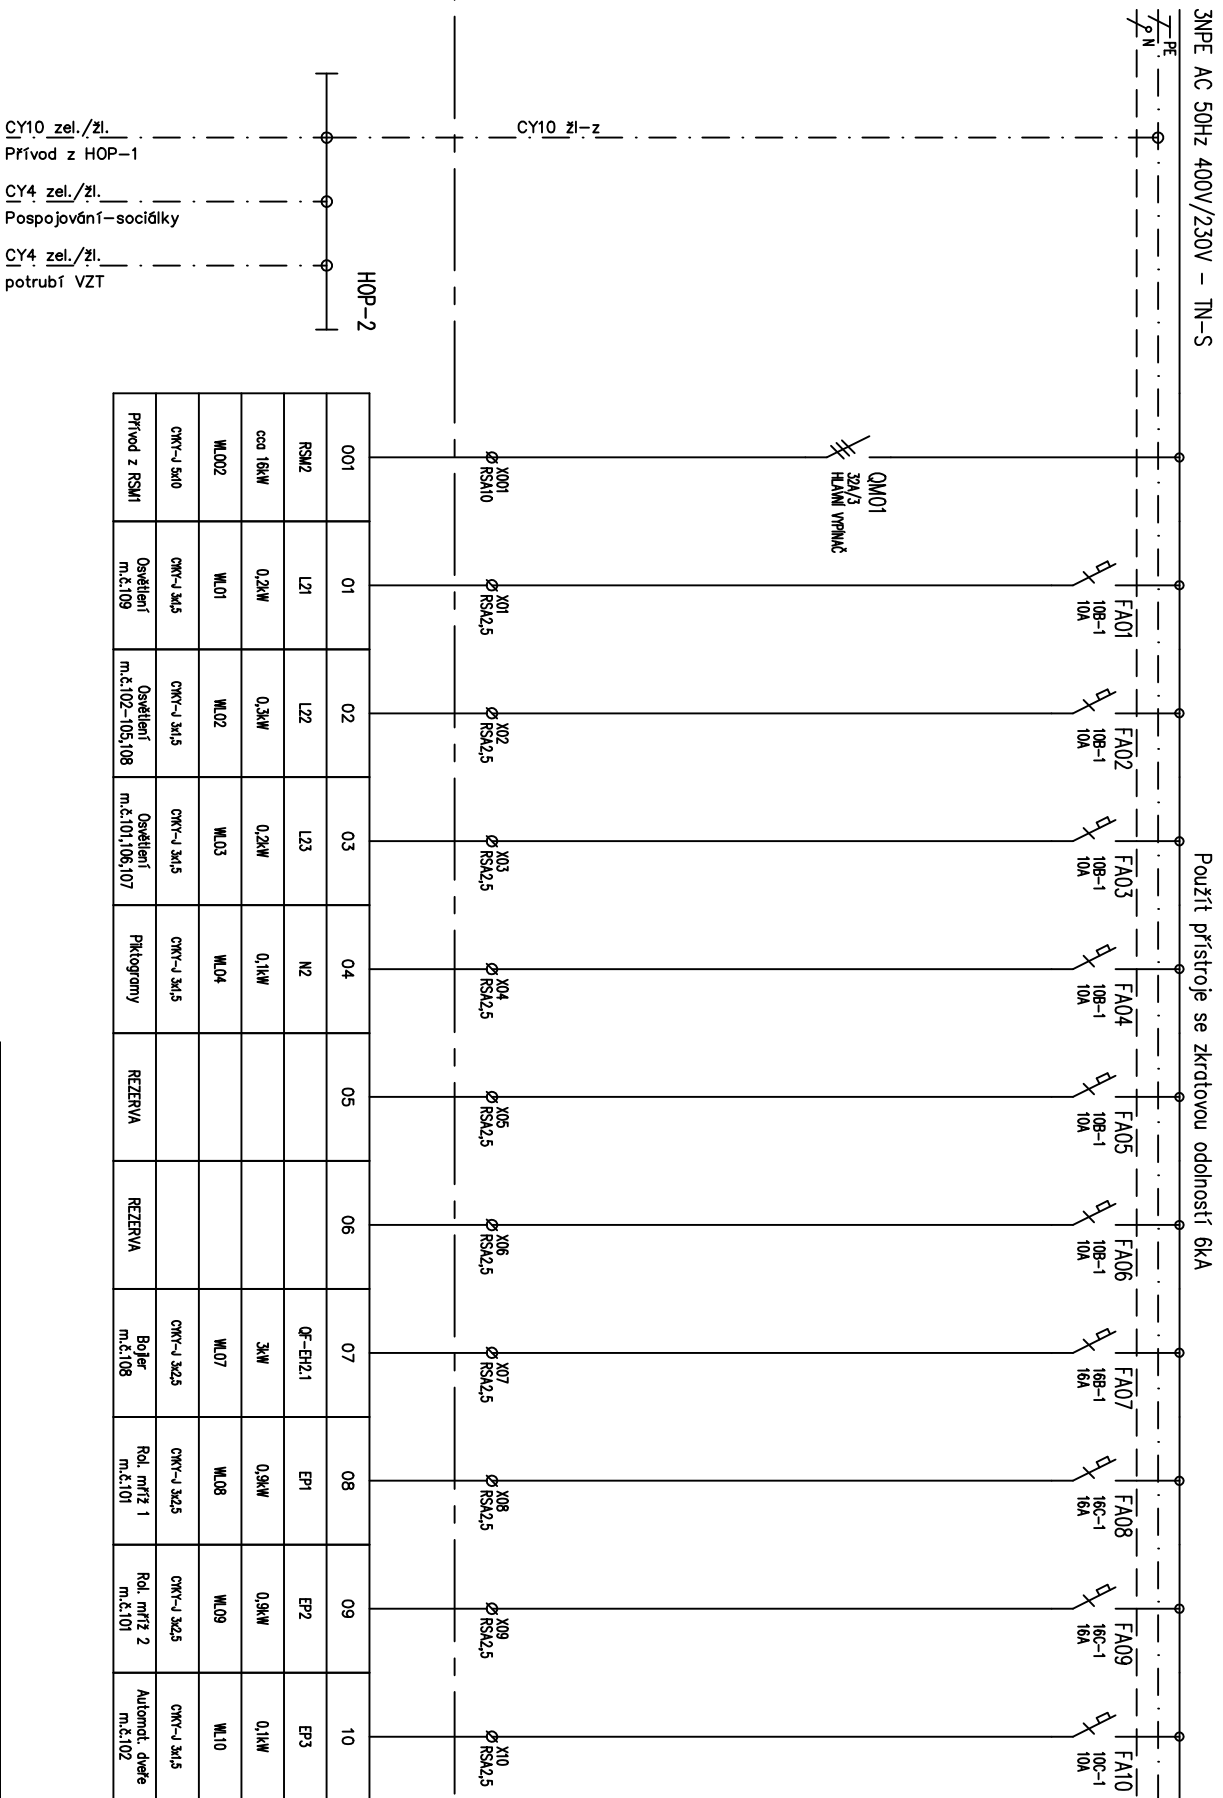 3NPE AC 50Hz 400V/230V - TN-S
Použít přístroje se zkratovou odolností 6kA
PE
N
CY10 žl-z
HOP-2
CY10 zel./žl.
Přívod z HOP-1
CY4 zel./žl.
Pospojování-sociálky
CY4 zel./žl.
potrubí VZT
QM01
32A/3
HLAVNÍ VYPÍNAČ
FA01
10B-1
10A
FA02
10B-1
10A
FA03
10B-1
10A
FA04
10B-1
10A
FA05
10B-1
10A
FA06
10B-1
10A
FA07
16B-1
16A
FA08
16C-1
16A
FA09
16C-1
16A
FA10
10C-1
10A
X001
RSA10
X01
RSA2,5
X02
RSA2,5
X03
RSA2,5
X04
RSA2,5
X05
RSA2,5
X06
RSA2,5
X07
RSA2,5
X08
RSA2,5
X09
RSA2,5
X10
RSA2,5
001 01 02 03 04 05 06 07 08 09 10
RSM2 L21 L22 L23 N2 QF-EH2.1 EP1 EP2 EP3
cca 16kW 0,2kW 0,3kW 0,2kW 0,1kW 3kW 0,9kW 0,9kW 0,1kW
WL002 WL01 WL02 WL03 WL04 WL07 WL08 WL09 WL10
CYKY-J 5x10 CYKY-J 3x1,5 CYKY-J 3x1,5 CYKY-J 3x1,5 CYKY-J 3x1,5 CYKY-J 3x2,5 CYKY-J 3x2,5 CYKY-J 3x2,5 CYKY-J 3x1,5
Přívod z RSM1
Osvětlení
m.č.109
Osvětlení
m.č.102-105,108
Osvětlení
m.č.101,106,107
Piktogramy
REZERVA
REZERVA
Bojler
m.č.108
Rol. mříž 1
m.č.101
Rol. mříž 2
m.č.101
Automat. dveře
m.č.102